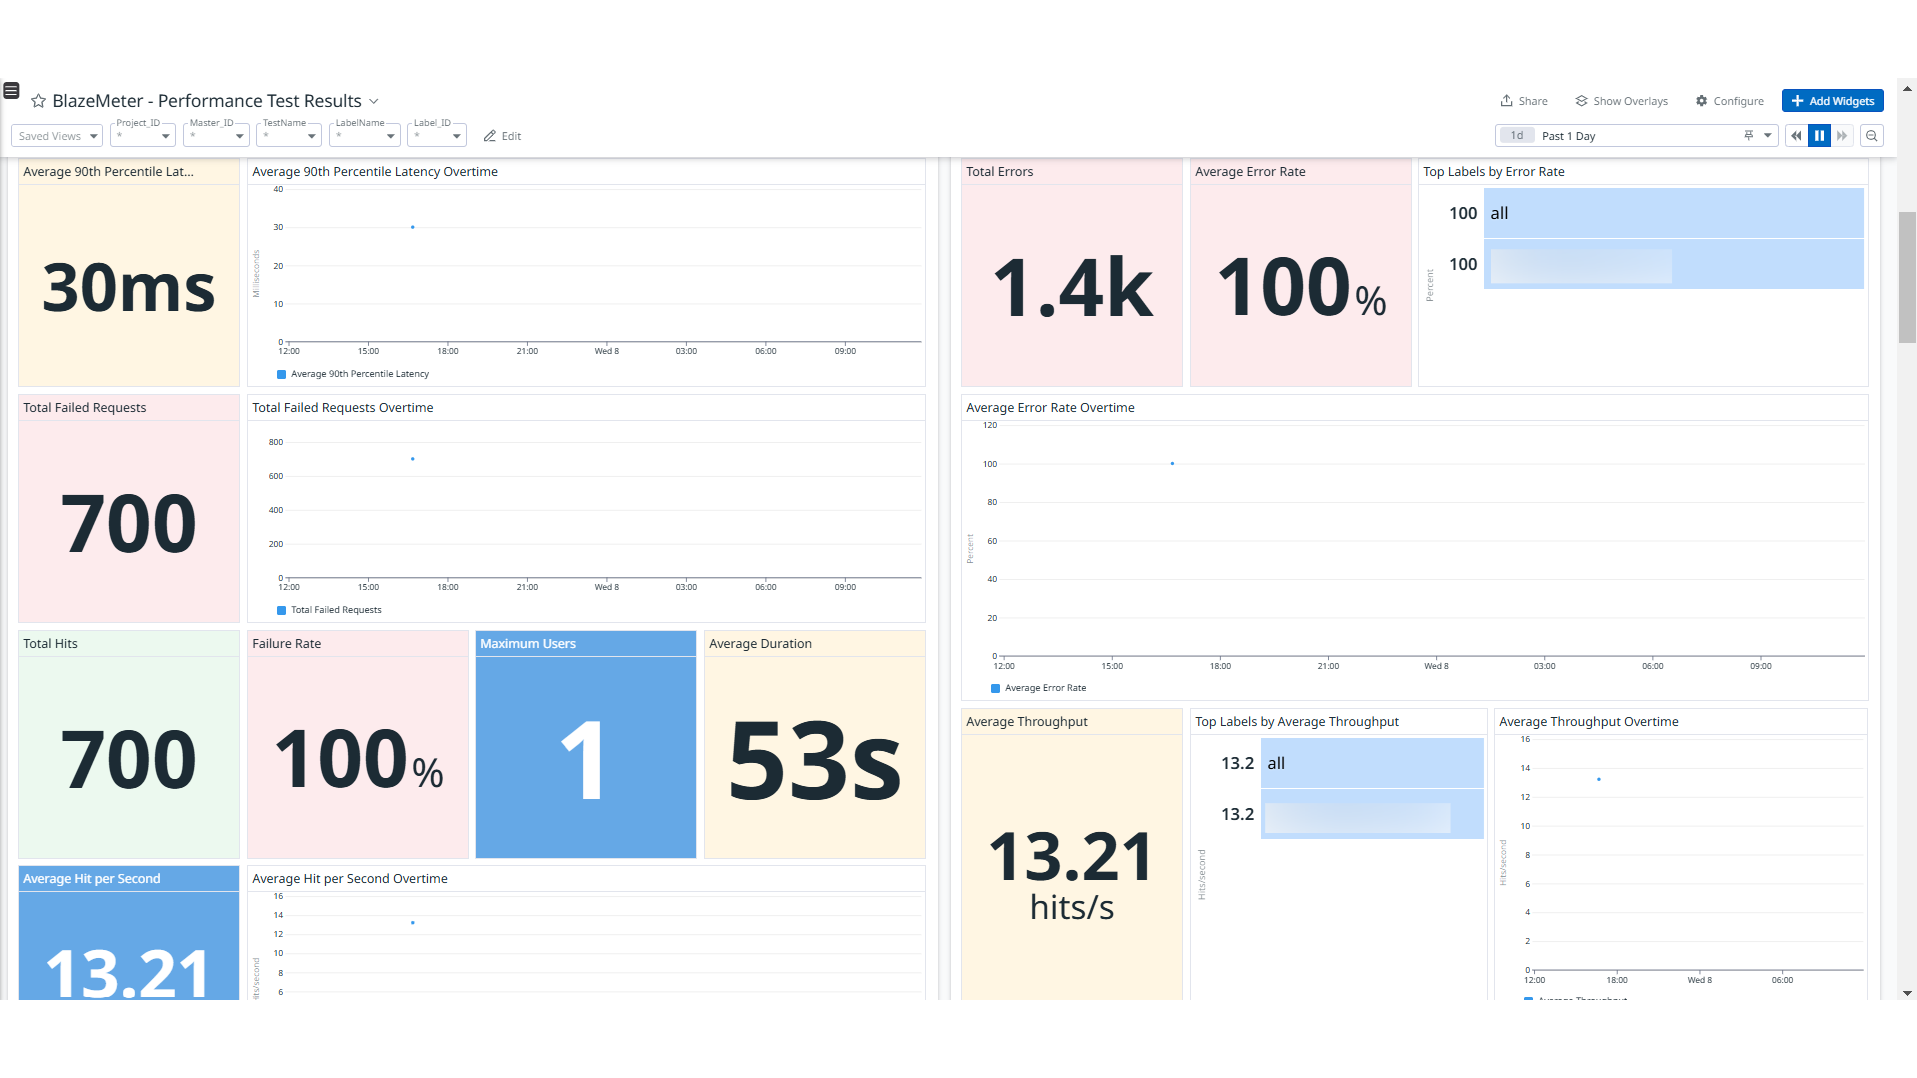 BlazeMeter - Performance Test Results
Share
Show Overlays
Configure
Add Widgets
Saved Views
Project_ID
*
Master_ID
*
TestName
*
LabelName
*
Label_ID
*
Edit
1d
Past 1 Day
Average 90th Percentile Lat...
30ms
Average 90th Percentile Latency Overtime
Milliseconds
40
30
20
10
0
12:00 15:00 18:00 21:00 Wed 8 03:00 06:00 09:00
Average 90th Percentile Latency
Total Errors
1.4k
Average Error Rate
100%
Top Labels by Error Rate
Percent
100 all
100
Total Failed Requests
700
Total Failed Requests Overtime
800
600
400
200
0
12:00 15:00 18:00 21:00 Wed 8 03:00 06:00 09:00
Total Failed Requests
Average Error Rate Overtime
Percent
120
100
80
60
40
20
0
12:00 15:00 18:00 21:00 Wed 8 03:00 06:00 09:00
Average Error Rate
Total Hits
700
Failure Rate
100%
Maximum Users
1
Average Duration
53s
Average Throughput
13.21
hits/s
Top Labels by Average Throughput
Hits/second
13.2 all
13.2
Average Throughput Overtime
Hits/second
16
14
12
10
8
6
4
2
0
12:00 18:00 Wed 8 06:00
Average Throughput
Average Hit per Second
13.21
Average Hit per Second Overtime
Hits/second
16
14
12
10
8
6